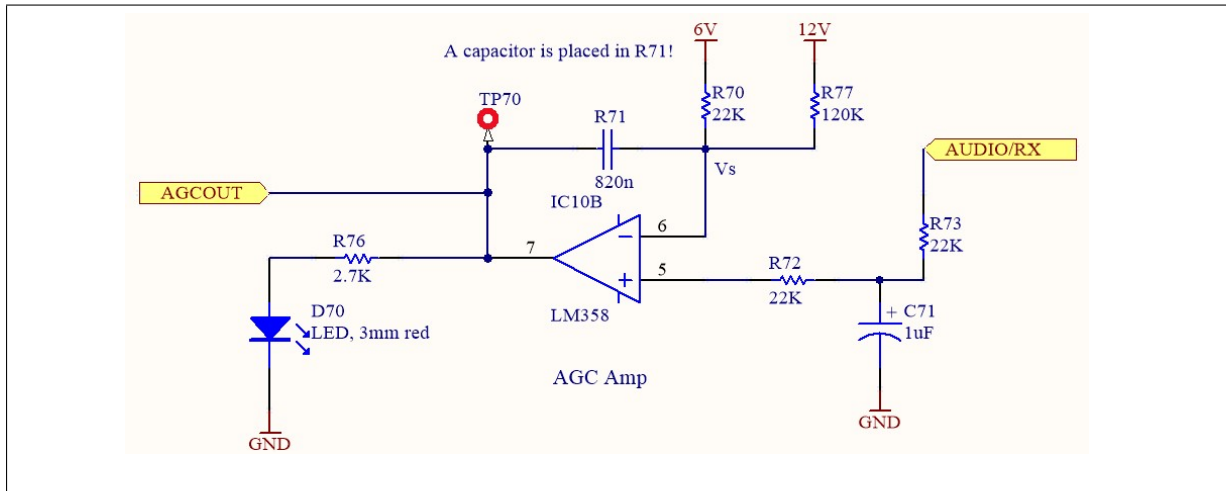 6V
12V
A capacitor is placed in R71!
R70
22K
R77
120K
TP70
R71
820n
Vs
AUDIO/RX
AGCOUT
IC10B
R73
22K
6
7
5
R76
2.7K
R72
22K
D70
LED, 3mm red
LM358
+ C71
1uF
AGC Amp
GND
GND